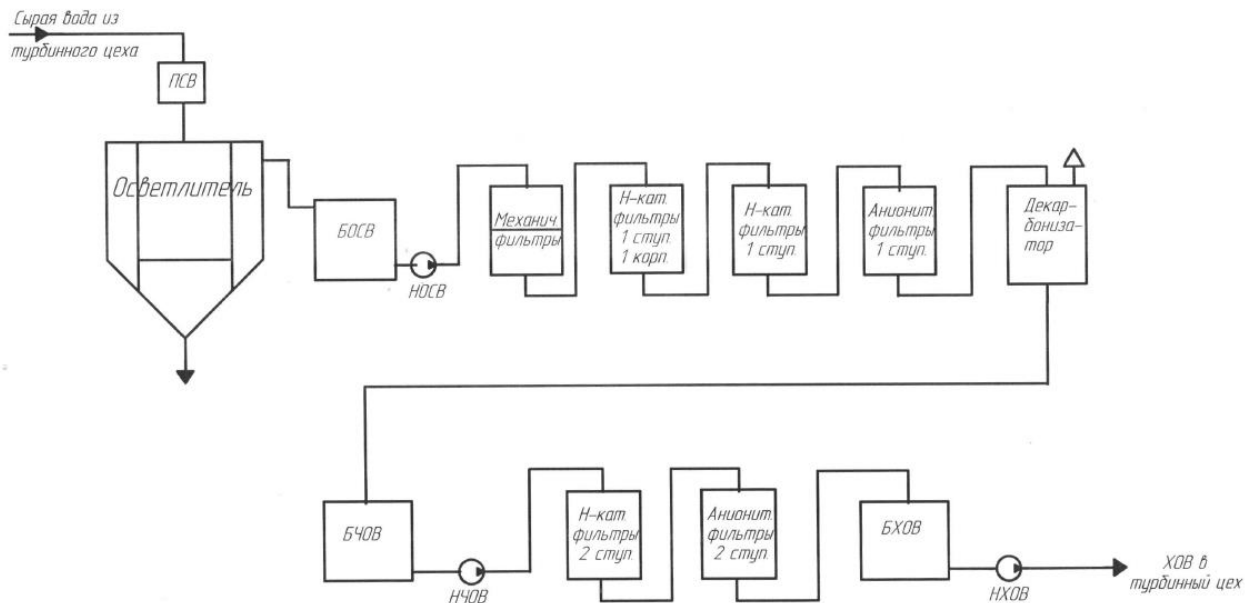 Сырая вода из
турбинного цеха
ПСВ
Осветлитель
БОСВ
НОСВ
Механич.
фильтры
Н-кат.
фильтры
1 ступ.
1 корп.
Н-кат.
фильтры
1 ступ.
Анионит.
фильтры
1 ступ.
Декар-
бониза-
тор
БЧОВ
НЧОВ
Н-кат.
фильтры
2 ступ.
Анионит.
фильтры
2 ступ.
БХОВ
НХОВ
ХОВ в
турбинный цех